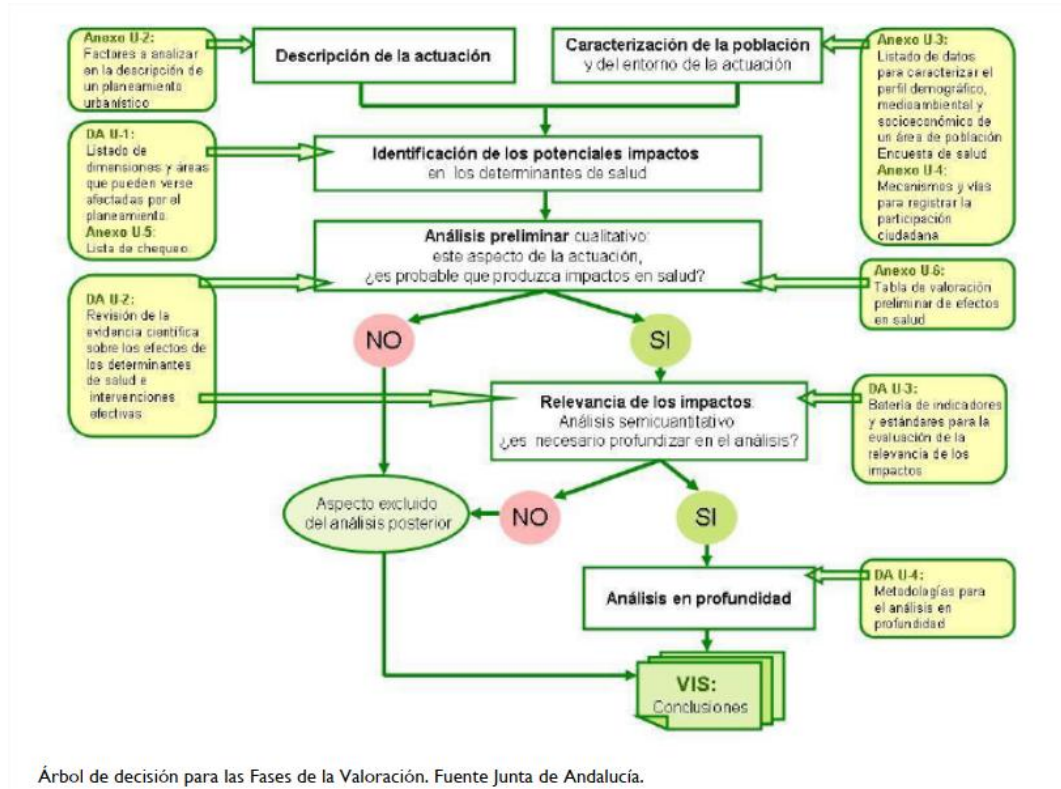 Anexo U-2:
Factores a analizar
en la descripción de
un planeamiento
urbanístico
Descripción de la actuación
Caracterización de la población
y del entorno de la actuación
Anexo U-3:
Listado de datos
para caracterizar el
perfil demográfico,
medioambiental y
socioeconómico de
un área de población
Encuesta de salud
Anexo U-4:
Mecanismos y vías
para registrar la
participación
ciudadana
DA U-1:
Listado de
dimensiones y áreas
que pueden verse
afectadas por el
planeamiento.
Anexo U-5:
Lista de chequeo.
Identificación de los potenciales impactos
en los determinantes de salud
Análisis preliminar cualitativo:
este aspecto de la actuación,
¿es probable que produzca impactos en salud?
Anexo U-6:
Tabla de valoración
preliminar de efectos
en salud
DA U-2:
Revisión de la
evidencia científica
sobre los efectos de
los determinantes
de salud e
intervenciones
efectivas
NO
SI
Relevancia de los impactos:
Análisis semicuantitativo
¿es necesario profundizar en el análisis?
DA U-3:
Batería de indicadores
y estándares para la
evaluación de la
relevancia de los
impactos
Aspecto excluido
del análisis posterior
NO
SI
Análisis en profundidad
DA U-4:
Metodologías para
el análisis en
profundidad
VIS:
Conclusiones
Árbol de decisión para las Fases de la Valoración. Fuente Junta de Andalucía.